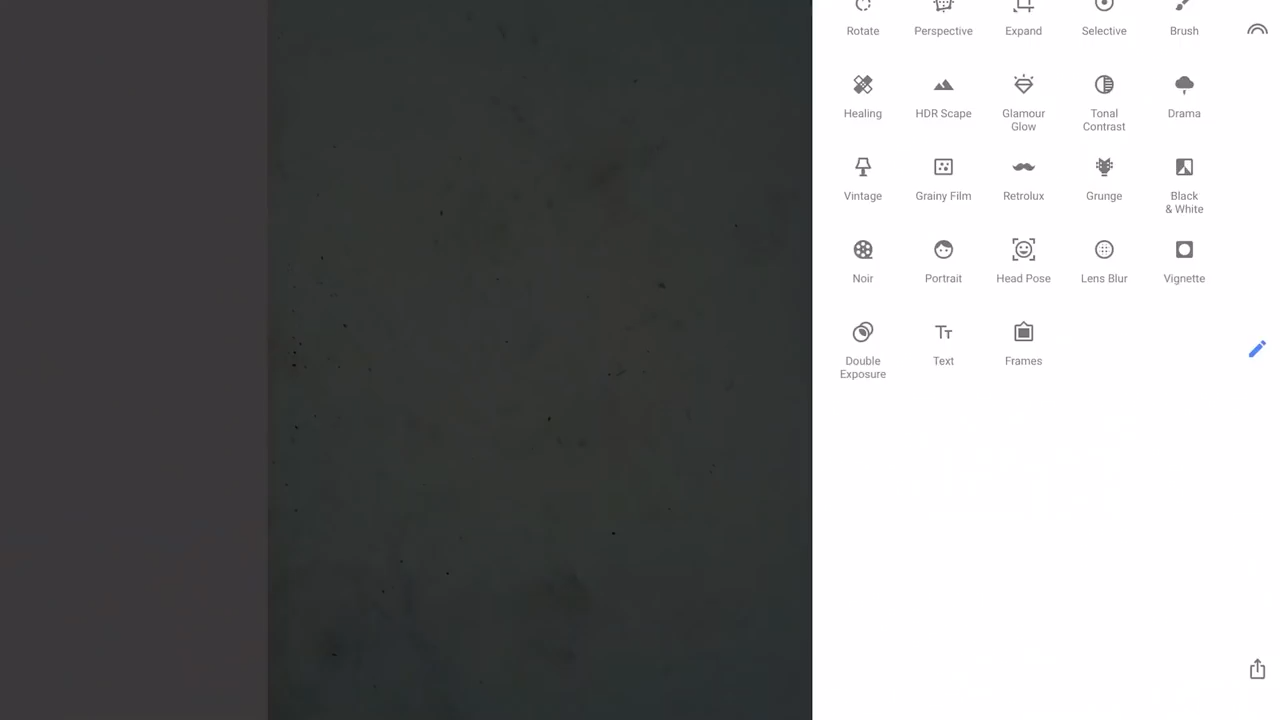 Rotate Perspective Expand Selective Brush
Healing HDR Scape Glamour Glow Tonal Contrast Drama
Vintage Grainy Film Retrolux Grunge Black & White
Noir Portrait Head Pose Lens Blur Vignette
Double Exposure Text Frames